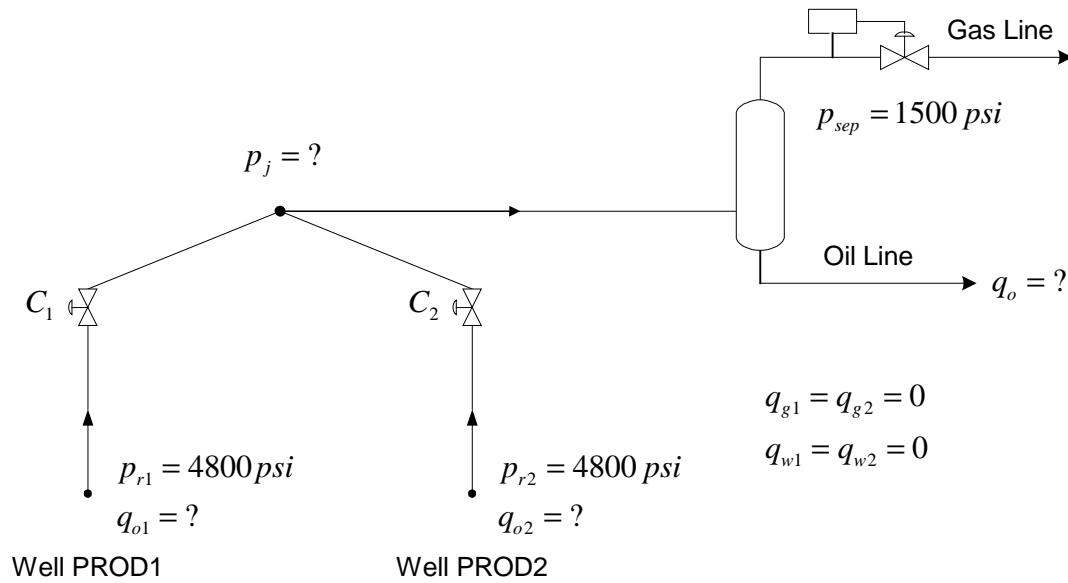 Gas Line
p_sep = 1500 psi
p_j = ?
Oil Line
q_o = ?
C_1
C_2
q_g1 = q_g2 = 0
q_w1 = q_w2 = 0
p_r1 = 4800 psi
p_r2 = 4800 psi
q_o1 = ?
q_o2 = ?
Well PROD1
Well PROD2